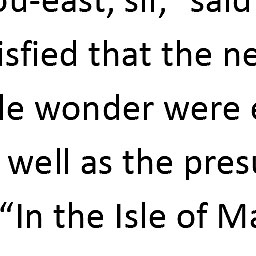 ou-east, sir," said
isfied that the ne
le wonder were e
well as the presu
"In the Isle of Ma